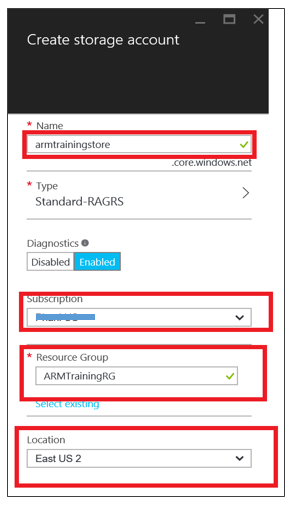 Create storage account
* Name
armtrainingstore
.core.windows.net
* Type
Standard-RAGRS
Diagnostics
Disabled Enabled
Subscription
* Resource Group
ARMTrainingRG
Select existing
Location
East US 2